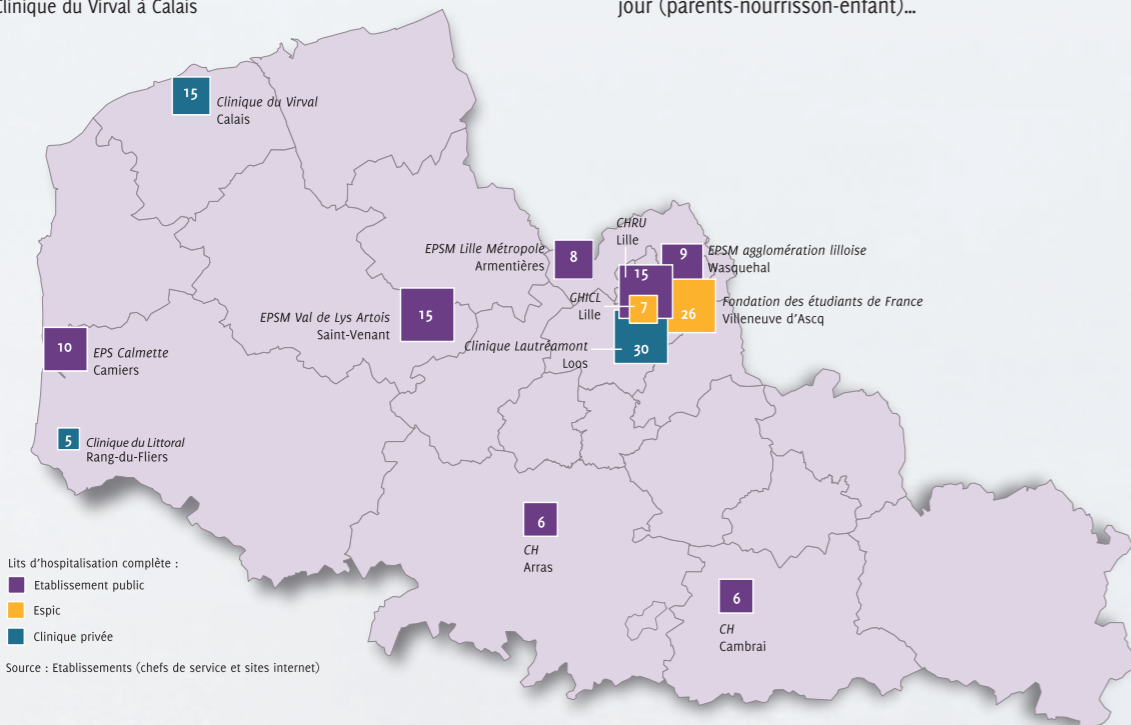 Clinique du Virval à Calais
jour (parents-nourrisson-enfant)...
15
Clinique du Virval
Calais
CHRU
Lille
EPSM Lille Métropole
Armentières
8
9
EPSM agglomération lilloise
Wasquehal
15
CHICL
Lille
7
26
Fondation des étudiants de France
Villeneuve d'Ascq
EPSM Val de Lys Artois
Saint-Venant
15
Clinique Lautréamont
Loos
30
10
EPS Calmette
Camiers
5
Clinique du Littoral
Rang-du-Fliers
6
CH
Arras
6
CH
Cambrai
Lits d'hospitalisation complète :
Etablissement public
Espic
Clinique privée
Source : Etablissements (chefs de service et sites internet)